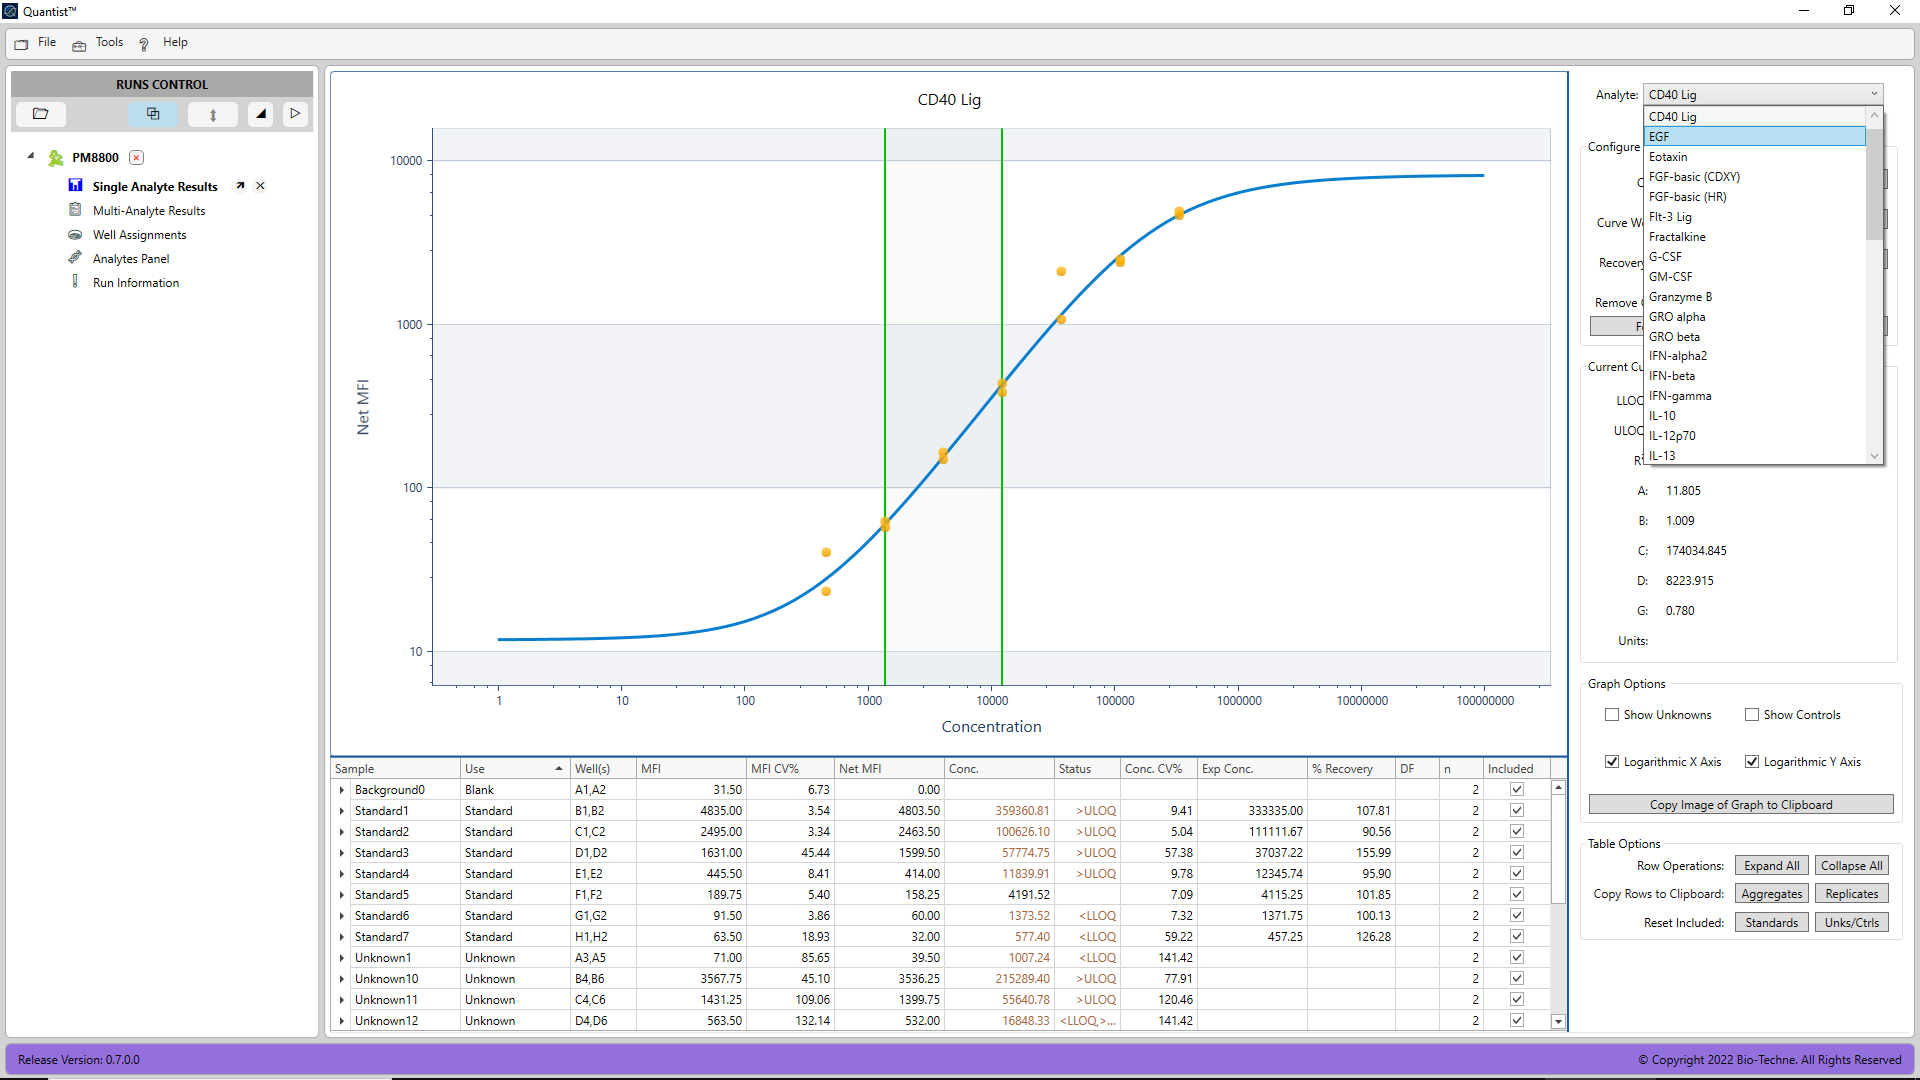 Quantist™
File Tools Help
RUNS CONTROL
PM8800
Single Analyte Results
Multi-Analyte Results
Well Assignments
Analytes Panel
Run Information
CD40 Lig
Net MFI
10000
1000
100
10
1 10 100 1000 10000 100000 1000000 10000000 100000000
Concentration
Sample Use Well(s) MFI MFI CV% Net MFI Conc. Status Conc. CV% Exp Conc. % Recovery DF n Included
Background0 Blank A1,A2 31.50 6.73 0.00 2
Standard1 Standard B1,B2 4835.00 3.54 4803.50 359360.81 >ULOQ 9.41 333335.00 107.81 2
Standard2 Standard C1,C2 2495.00 3.34 2463.50 100626.10 >ULOQ 5.04 111111.67 90.56 2
Standard3 Standard D1,D2 1631.00 45.44 1599.50 57774.75 >ULOQ 57.38 37037.22 155.99 2
Standard4 Standard E1,E2 445.50 8.41 414.00 11839.91 >ULOQ 9.78 12345.74 95.90 2
Standard5 Standard F1,F2 189.75 5.40 158.25 4191.52 7.09 4115.25 101.85 2
Standard6 Standard G1,G2 91.50 3.86 60.00 1373.52 <LLOQ 7.32 1371.75 100.13 2
Standard7 Standard H1,H2 63.50 18.93 32.00 577.40 <LLOQ 59.22 457.25 126.28 2
Unknown1 Unknown A3,A5 71.00 85.65 39.50 1007.24 <LLOQ 141.42 2
Unknown10 Unknown B4,B6 3567.75 45.10 3536.25 215289.40 >ULOQ 77.91 2
Unknown11 Unknown C4,C6 1431.25 109.06 1399.75 55640.78 >ULOQ 120.46 2
Unknown12 Unknown D4,D6 563.50 132.14 532.00 16848.33 <LLOQ,>... 141.42 2
Analyte: CD40 Lig
CD40 Lig
EGF
Eotaxin
FGF-basic (CDXY)
FGF-basic (HR)
Flt-3 Lig
Fractalkine
G-CSF
GM-CSF
Granzyme B
GRO alpha
GRO beta
IFN-alpha2
IFN-beta
IFN-gamma
IL-10
IL-12p70
IL-13
Configure
Curve W
Recovery
Remove
Current Cu
LLOQ
ULOQ
A: 11.805
B: 1.009
C: 174034.845
D: 8223.915
G: 0.780
Units:
Graph Options
Show Unknowns Show Controls
Logarithmic X Axis Logarithmic Y Axis
Copy Image of Graph to Clipboard
Table Options
Row Operations: Expand All Collapse All
Copy Rows to Clipboard: Aggregates Replicates
Reset Included: Standards Unks/Ctrls
Release Version: 0.7.0.0
© Copyright 2022 Bio-Techne. All Rights Reserved